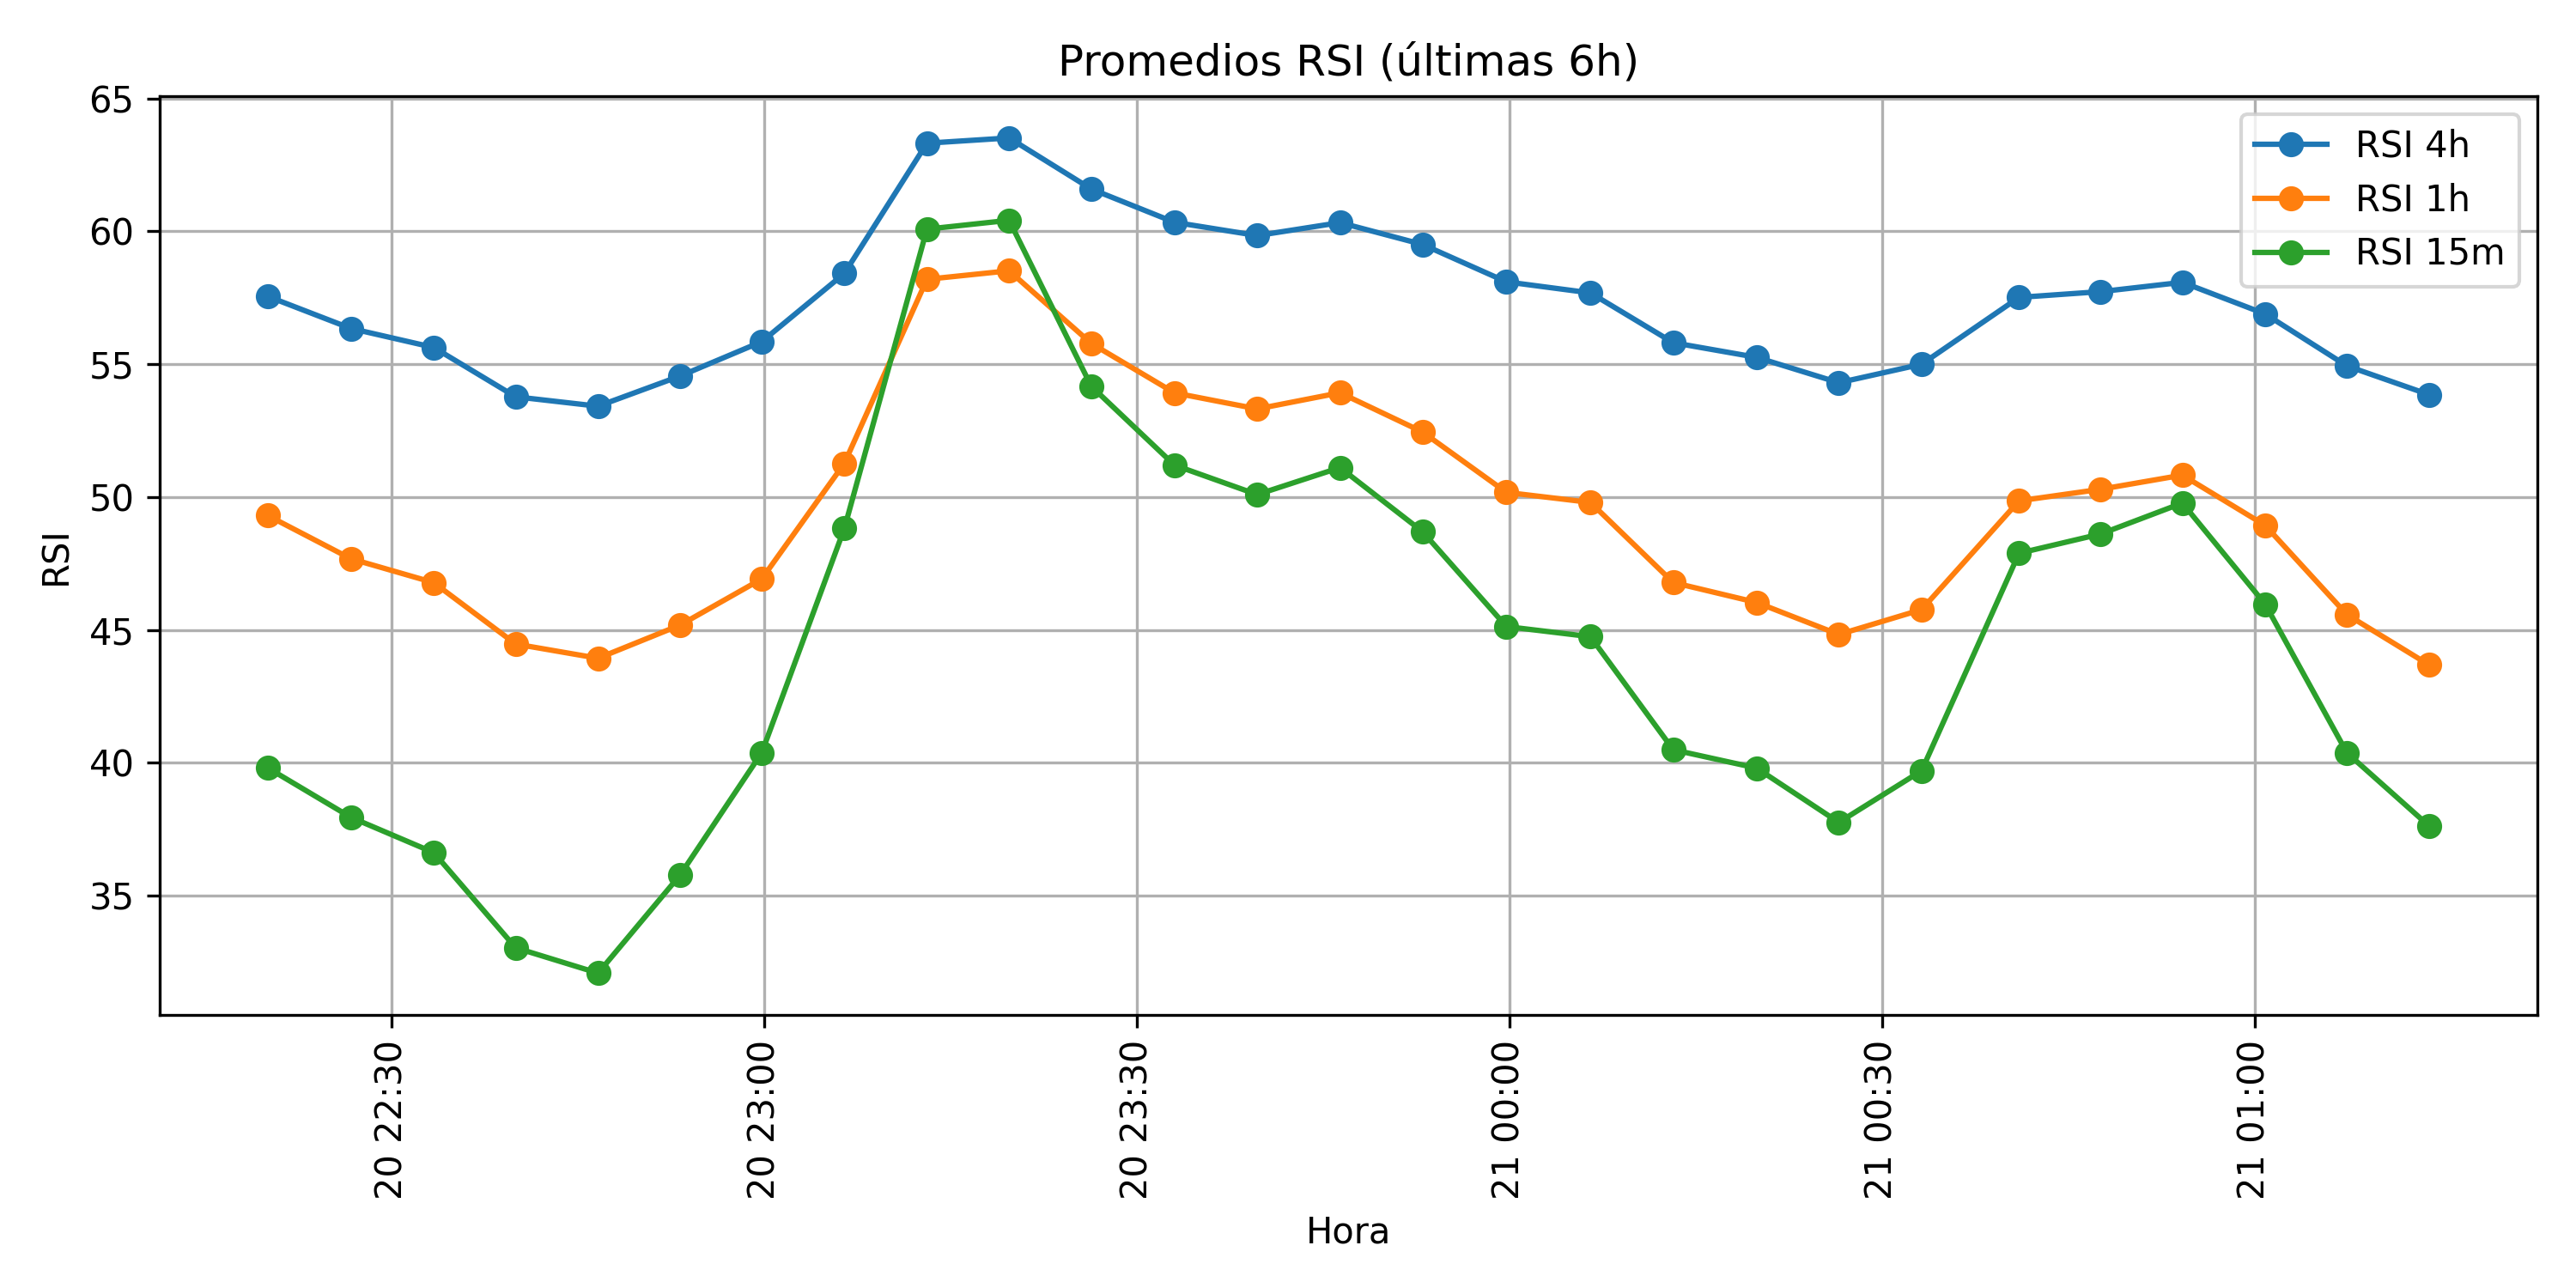 Promedios RSI (últimas 6h)
RSI 4h
RSI 1h
RSI 15m
RSI
65
60
55
50
45
40
35
20 22:30
20 23:00
20 23:30
21 00:00
21 00:30
21 01:00
Hora